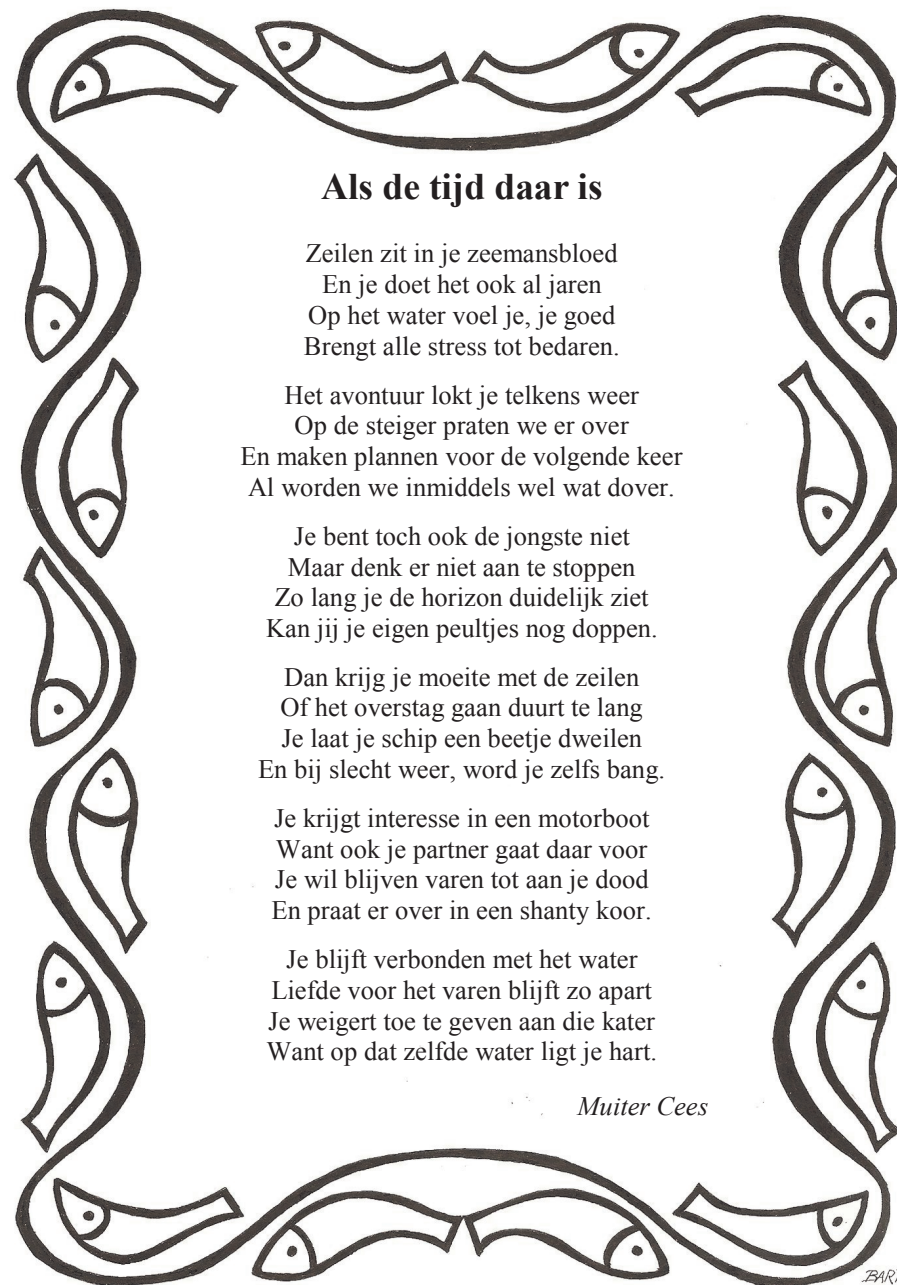 Als de tijd daar is
Zeilen zit in je zeemansbloed
En je doet het ook al jaren
Op het water voel je, je goed
Brengt alle stress tot bedaren.
Het avontuur lokt je telkens weer
Op de steiger praten we er over
En maken plannen voor de volgende keer
Al worden we inmiddels wel wat dover.
Je bent toch ook de jongste niet
Maar denk er niet aan te stoppen
Zo lang je de horizon duidelijk ziet
Kan jij je eigen peultjes nog doppen.
Dan krijg je moeite met de zeilen
Of het overstag gaan duurt te lang
Je laat je schip een beetje dweilen
En bij slecht weer, word je zelfs bang.
Je krijgt interesse in een motorboot
Want ook je partner gaat daar voor
Je wil blijven varen tot aan je dood
En praat er over in een shanty koor.
Je blijft verbonden met het water
Liefde voor het varen blijft zo apart
Je weigert toe te geven aan die kater
Want op dat zelfde water ligt je hart.
Muiter Cees